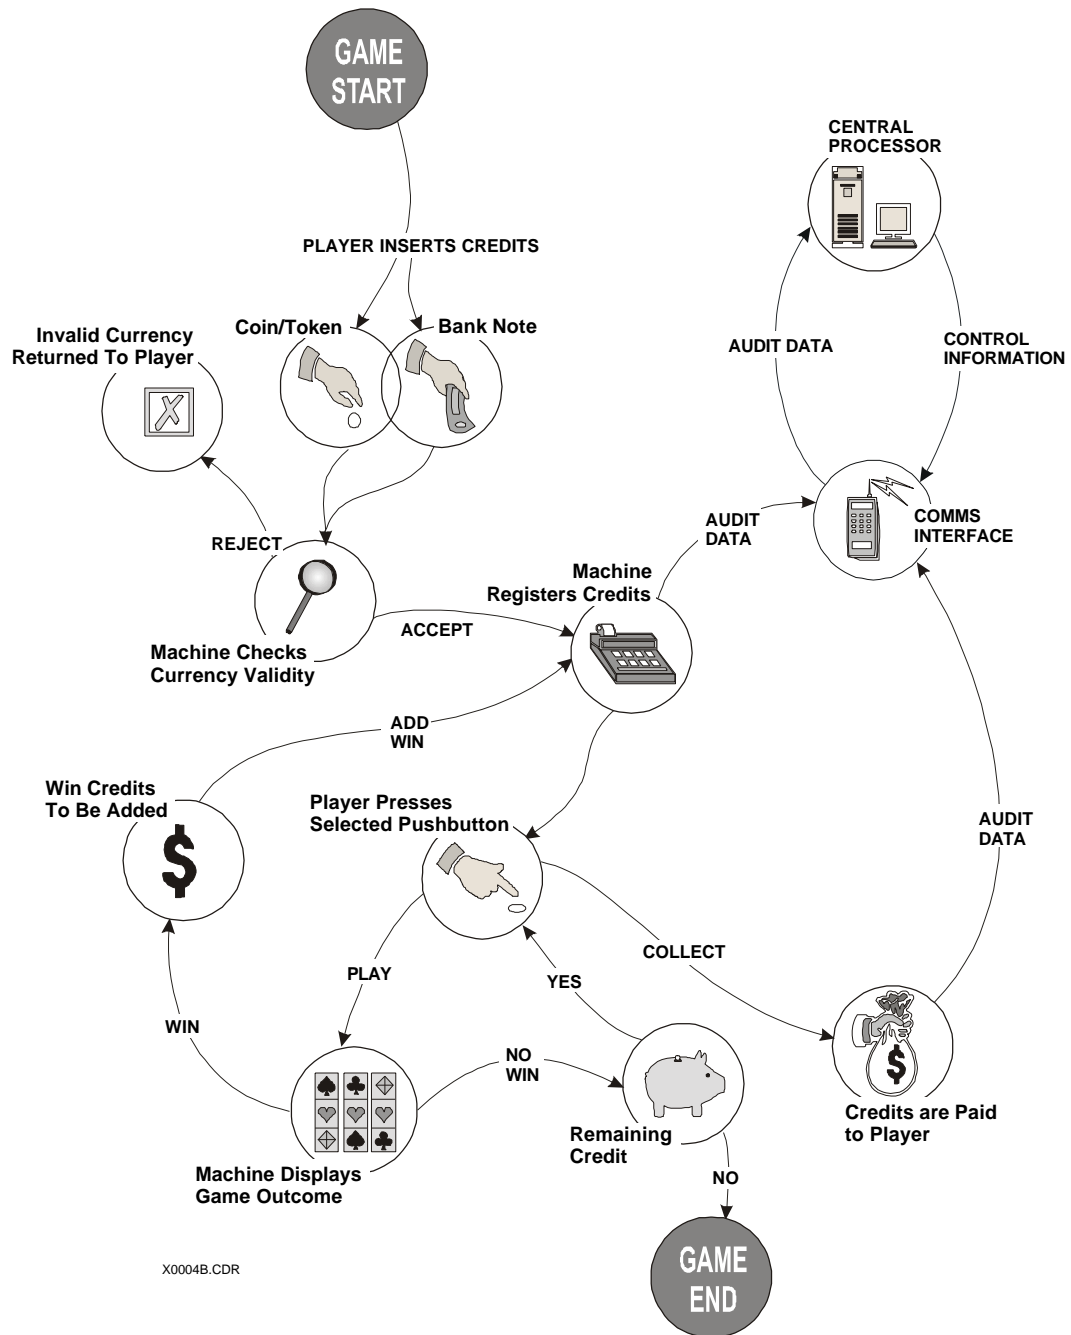 GAME
START
CENTRAL
PROCESSOR
PLAYER INSERTS CREDITS
Invalid Currency
Returned To Player
Coin/Token
Bank Note
AUDIT DATA
CONTROL
INFORMATION
REJECT
AUDIT
DATA
COMMS
INTERFACE
Machine
Registers Credits
ACCEPT
Machine Checks
Currency Validity
ADD
WIN
Win Credits
To Be Added
Player Presses
Selected Pushbutton
$
AUDIT
DATA
COLLECT
PLAY
YES
WIN
NO
WIN
$
Remaining
Credit
Credits are Paid
to Player
Machine Displays
Game Outcome
NO
X0004B.CDR
GAME
END